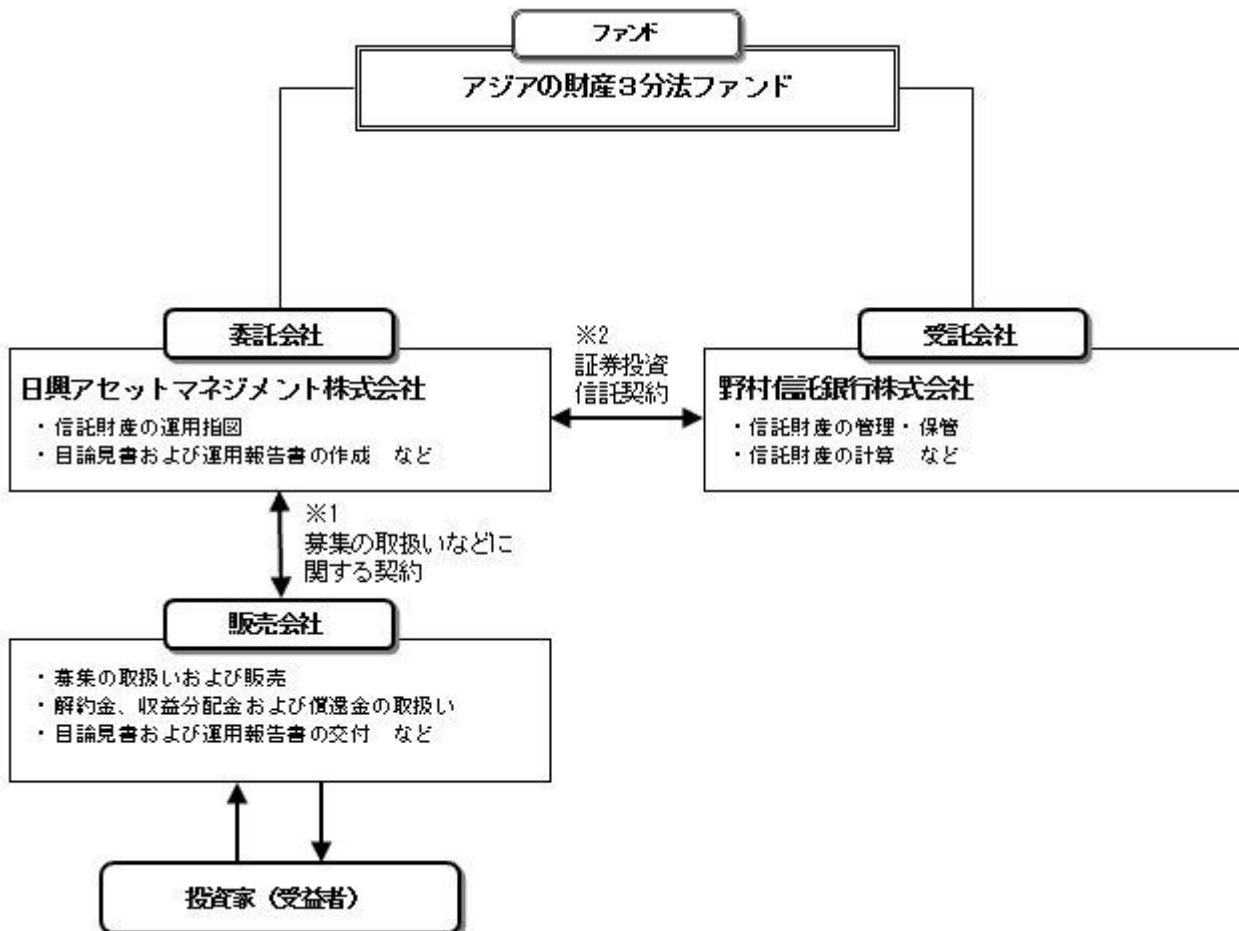 ファンド
アジアの財産3分法ファンド
委託会社
日興アセットマネジメント株式会社
・信託財産の運用指図
・目論見書および運用報告書の作成　など
※2
証券投資
信託契約
受託会社
野村信託銀行株式会社
・信託財産の管理・保管
・信託財産の計算　など
※1
募集の取扱いなどに
関する契約
販売会社
・募集の取扱いおよび販売
・解約金、収益分配金および償還金の取扱い
・目論見書および運用報告書の交付　など
投資家（受益者）